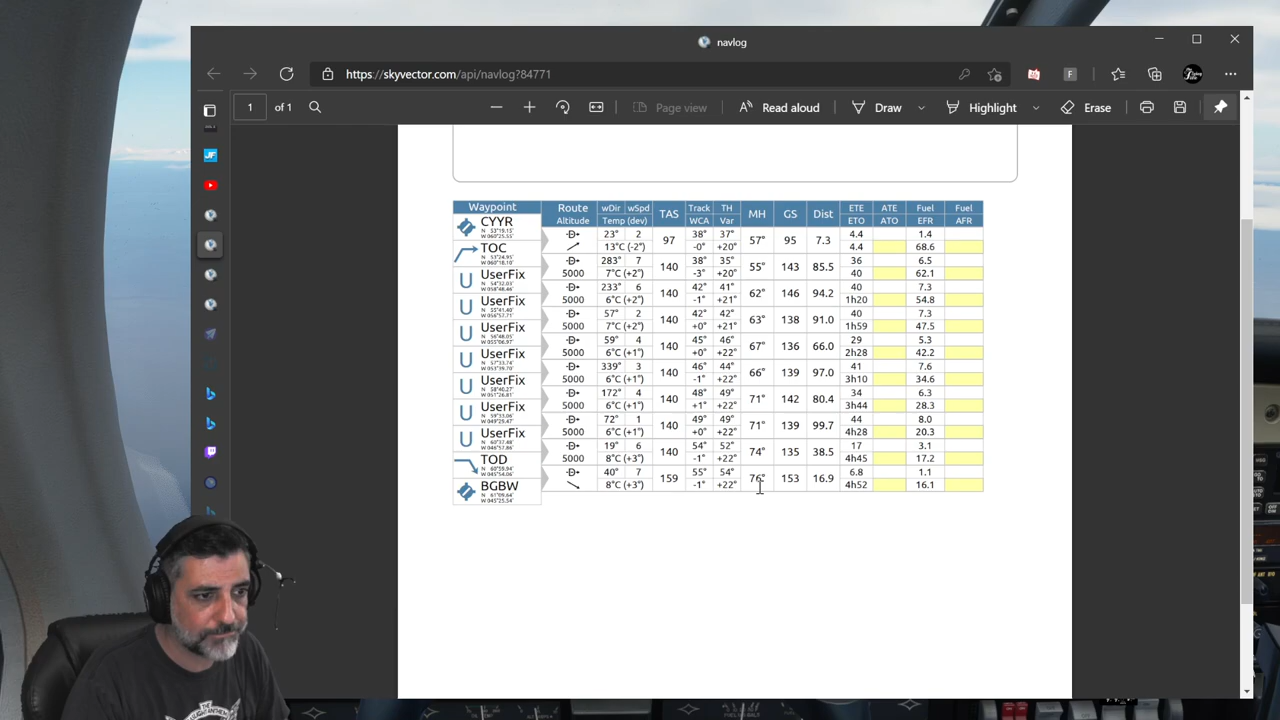 navlog
https://skyvector.com/api/navlog?84771
F
1 of 1 Page view Read aloud Draw Highlight Erase
JF
Waypoint Route wDir wSpd TAS Track TH MH GS Dist ETE ATE Fuel Fuel
Altitude Temp (dev) WCA Var ETO ATO EFR AFR
CYYR
-D→ 23° 2 97 38° 37° 57° 95 7.3 4.4 1.4
13°C (-2°) -0° +20° 4.4 68.6
TOC
-D→ 283° 7 140 38° 35° 55° 143 85.5 36 6.5
5000 7°C (+2°) -3° +20° 40 62.1
U UserFix
-D→ 233° 6 140 42° 41° 62° 146 94.2 40 7.3
5000 6°C (+2°) -1° +21° 1h20 54.8
U UserFix
-D→ 57° 2 140 42° 42° 63° 138 91.0 40 7.3
5000 7°C (+2°) +0° +21° 1h59 47.5
U UserFix
-D→ 59° 4 140 45° 46° 67° 136 66.0 29 5.3
5000 6°C (+1°) +0° +22° 2h28 42.2
U UserFix
-D→ 339° 3 140 46° 44° 66° 139 97.0 41 7.6
5000 6°C (+1°) -1° +22° 3h10 34.6
U UserFix
-D→ 172° 4 140 48° 49° 71° 142 80.4 34 6.3
5000 6°C (+1°) +1° +22° 3h44 28.3
U UserFix
-D→ 72° 1 140 49° 49° 71° 139 99.7 44 8.0
5000 6°C (+1°) +0° +22° 4h28 20.3
U UserFix
-D→ 19° 6 140 54° 52° 74° 135 38.5 17 3.1
5000 8°C (+3°) -1° +22° 4h45 17.2
TOD
-D→ 40° 7 159 55° 54° 76° 153 16.9 6.8 1.1
8°C (+3°) -1° +22° 4h52 16.1
BGBW